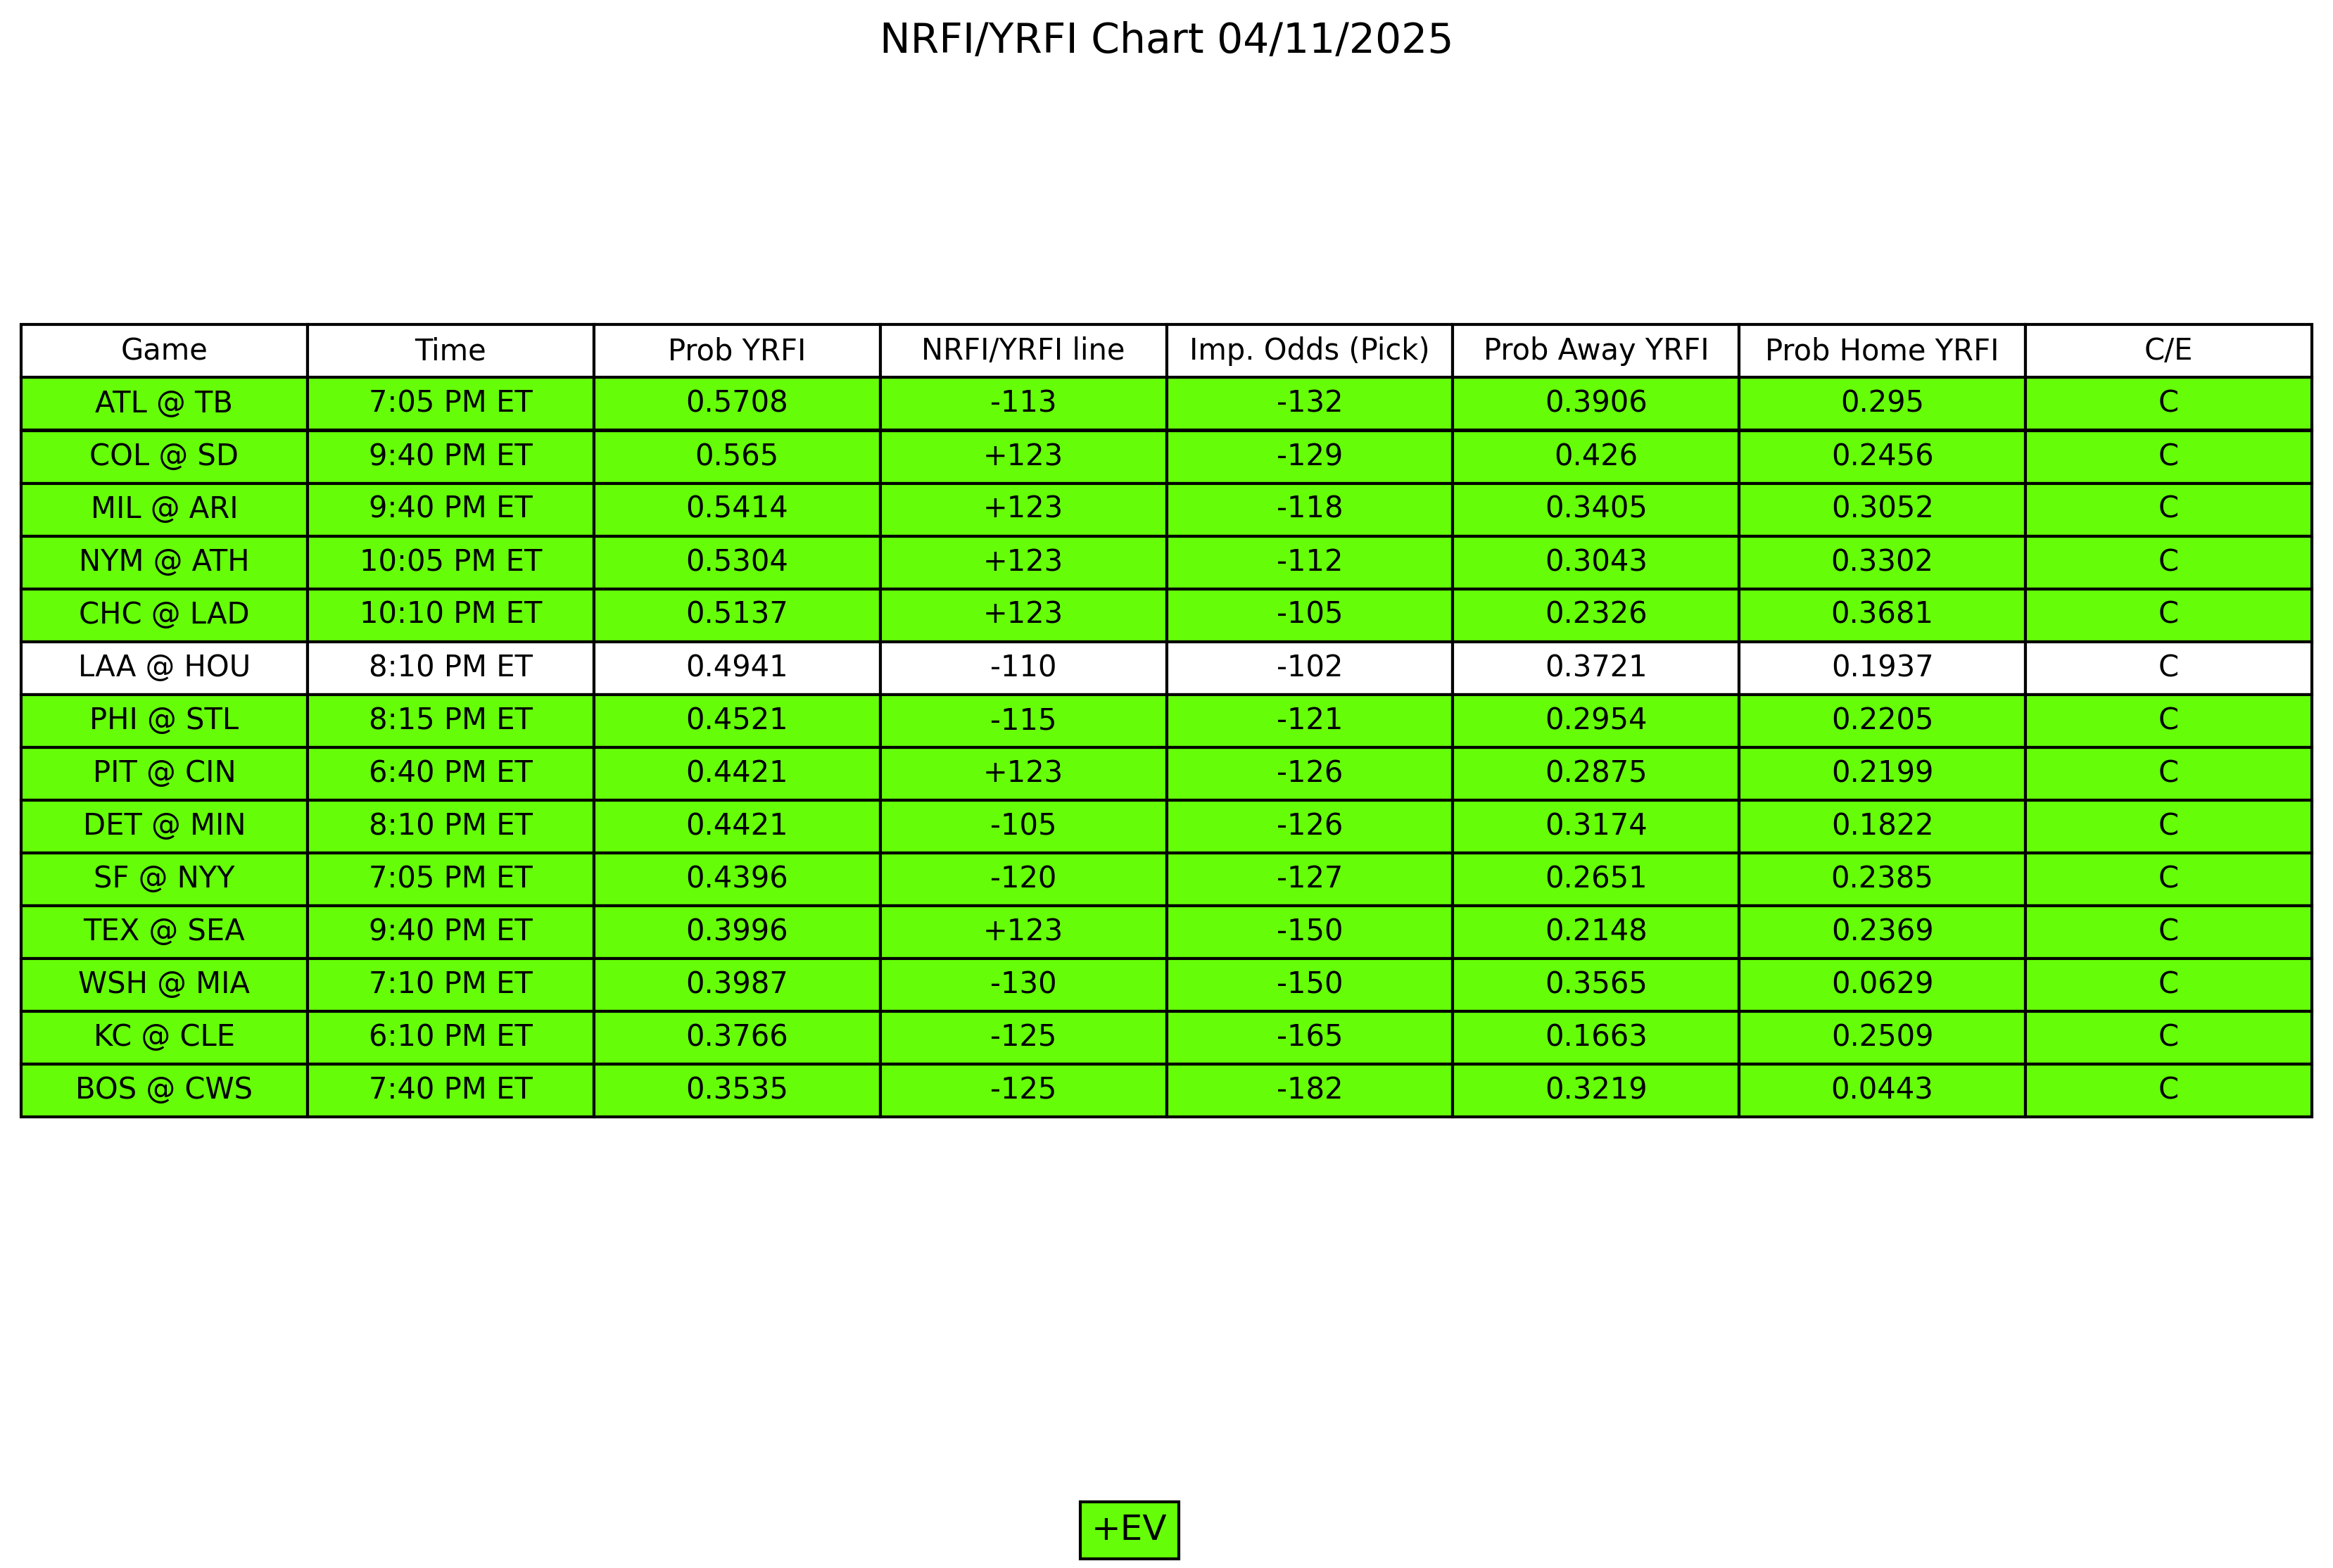 NRFI/YRFI Chart 04/11/2025
Game Time Prob YRFI NRFI/YRFI line Imp. Odds (Pick) Prob Away YRFI Prob Home YRFI C/E
ATL @ TB 7:05 PM ET 0.5708 -113 -132 0.3906 0.295 C
COL @ SD 9:40 PM ET 0.565 +123 -129 0.426 0.2456 C
MIL @ ARI 9:40 PM ET 0.5414 +123 -118 0.3405 0.3052 C
NYM @ ATH 10:05 PM ET 0.5304 +123 -112 0.3043 0.3302 C
CHC @ LAD 10:10 PM ET 0.5137 +123 -105 0.2326 0.3681 C
LAA @ HOU 8:10 PM ET 0.4941 -110 -102 0.3721 0.1937 C
PHI @ STL 8:15 PM ET 0.4521 -115 -121 0.2954 0.2205 C
PIT @ CIN 6:40 PM ET 0.4421 +123 -126 0.2875 0.2199 C
DET @ MIN 8:10 PM ET 0.4421 -105 -126 0.3174 0.1822 C
SF @ NYY 7:05 PM ET 0.4396 -120 -127 0.2651 0.2385 C
TEX @ SEA 9:40 PM ET 0.3996 +123 -150 0.2148 0.2369 C
WSH @ MIA 7:10 PM ET 0.3987 -130 -150 0.3565 0.0629 C
KC @ CLE 6:10 PM ET 0.3766 -125 -165 0.1663 0.2509 C
BOS @ CWS 7:40 PM ET 0.3535 -125 -182 0.3219 0.0443 C
+EV